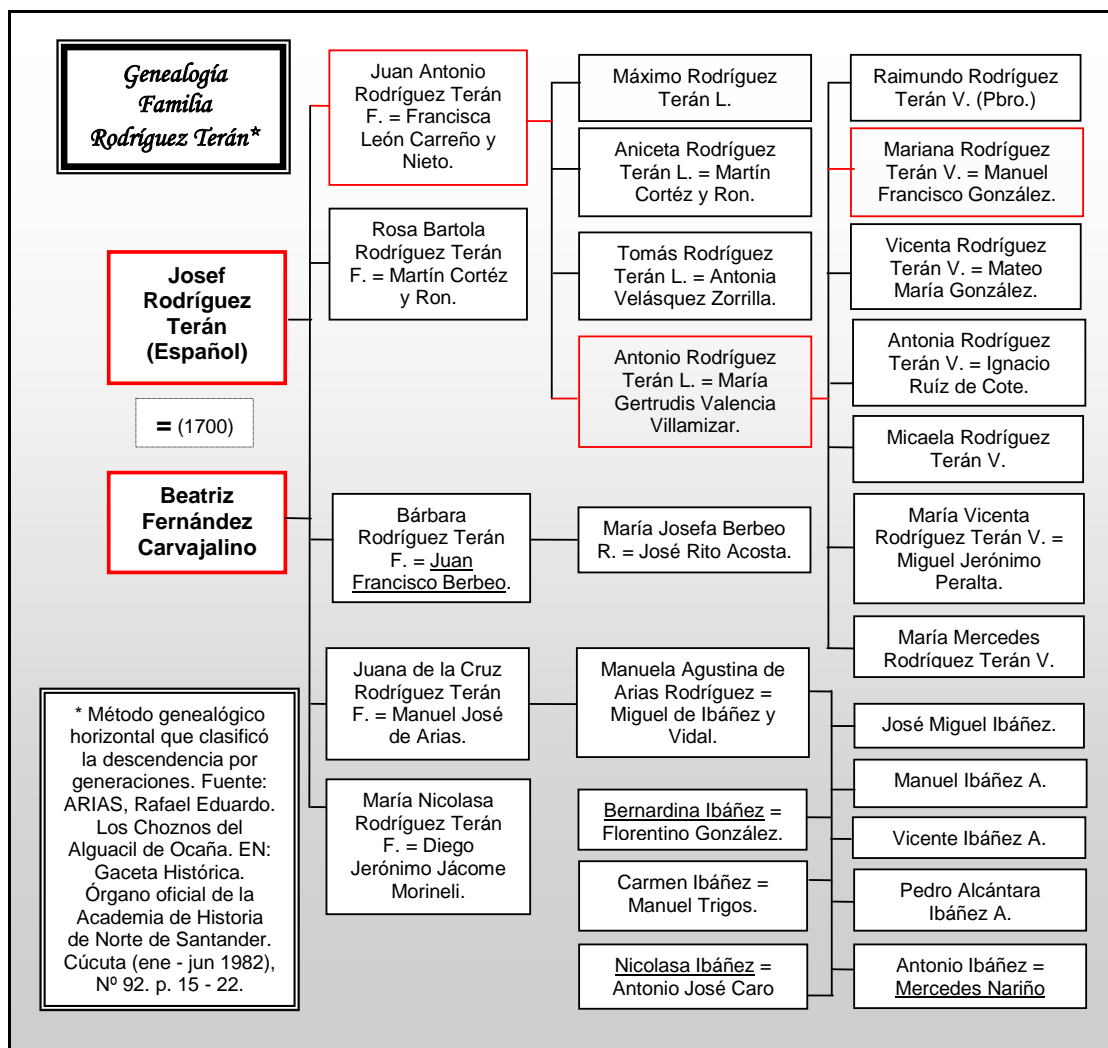 Genealogía
Familia
Rodríguez Terán*
Josef
Rodríguez
Terán
(Español)
= (1700)
Beatriz
Fernández
Carvajalino
* Método genealógico
horizontal que clasificó
la descendencia por
generaciones. Fuente:
ARIAS, Rafael Eduardo.
Los Choznos del
Alguacil de Ocaña. EN:
Gaceta Histórica.
Órgano oficial de la
Academia de Historia
de Norte de Santander.
Cúcuta (ene - jun 1982),
Nº 92. p. 15 - 22.
Juan Antonio
Rodríguez Terán
F. = Francisca
León Carreño y
Nieto.
Rosa Bartola
Rodríguez Terán
F. = Martín Cortéz
y Ron.
Bárbara
Rodríguez Terán
F. = Juan
Francisco Berbeo.
Juana de la Cruz
Rodríguez Terán
F. = Manuel José
de Arias.
María Nicolasa
Rodríguez Terán
F. = Diego
Jerónimo Jácome
Morineli.
Máximo Rodríguez
Terán L.
Aniceta Rodríguez
Terán L. = Martín
Cortéz y Ron.
Tomás Rodríguez
Terán L. = Antonia
Velásquez Zorrilla.
Antonio Rodríguez
Terán L. = María
Gertrudis Valencia
Villamizar.
María Josefa Berbeo
R. = José Rito Acosta.
Manuela Agustina de
Arias Rodríguez =
Miguel de Ibáñez y
Vidal.
Bernardina Ibáñez =
Florentino González.
Carmen Ibáñez =
Manuel Trigos.
Nicolasa Ibáñez =
Antonio José Caro
Raimundo Rodríguez
Terán V. (Pbro.)
Mariana Rodríguez
Terán V. = Manuel
Francisco González.
Vicenta Rodríguez
Terán V. = Mateo
María González.
Antonia Rodríguez
Terán V. = Ignacio
Ruíz de Cote.
Micaela Rodríguez
Terán V.
María Vicenta
Rodríguez Terán V. =
Miguel Jerónimo
Peralta.
María Mercedes
Rodríguez Terán V.
José Miguel Ibáñez.
Manuel Ibáñez A.
Vicente Ibáñez A.
Pedro Alcántara
Ibáñez A.
Antonio Ibáñez =
Mercedes Nariño